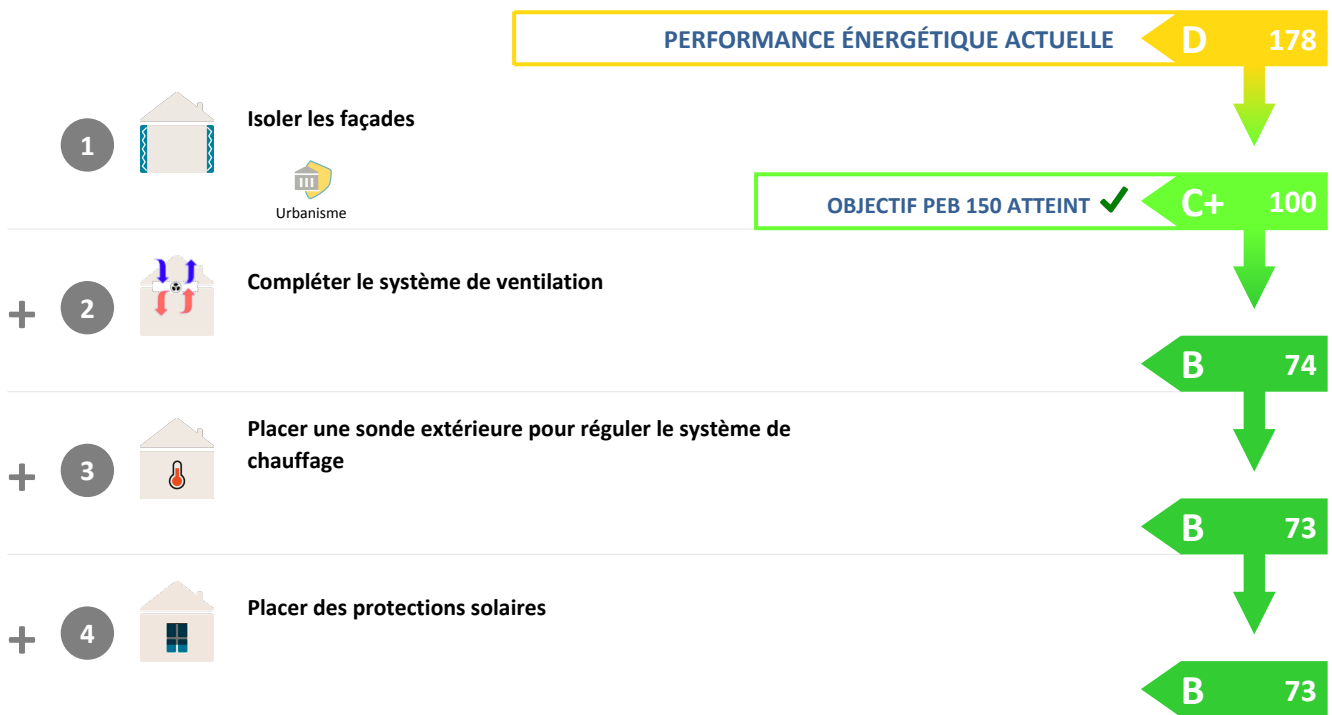 PERFORMANCE ÉNERGÉTIQUE ACTUELLE D 178
1 Isoler les façades
Urbanisme
OBJECTIF PEB 150 ATTEINT ✔ C+ 100
+ 2 Compléter le système de ventilation
B 74
+ 3 Placer une sonde extérieure pour réguler le système de
chauffage
B 73
+ 4 Placer des protections solaires
B 73